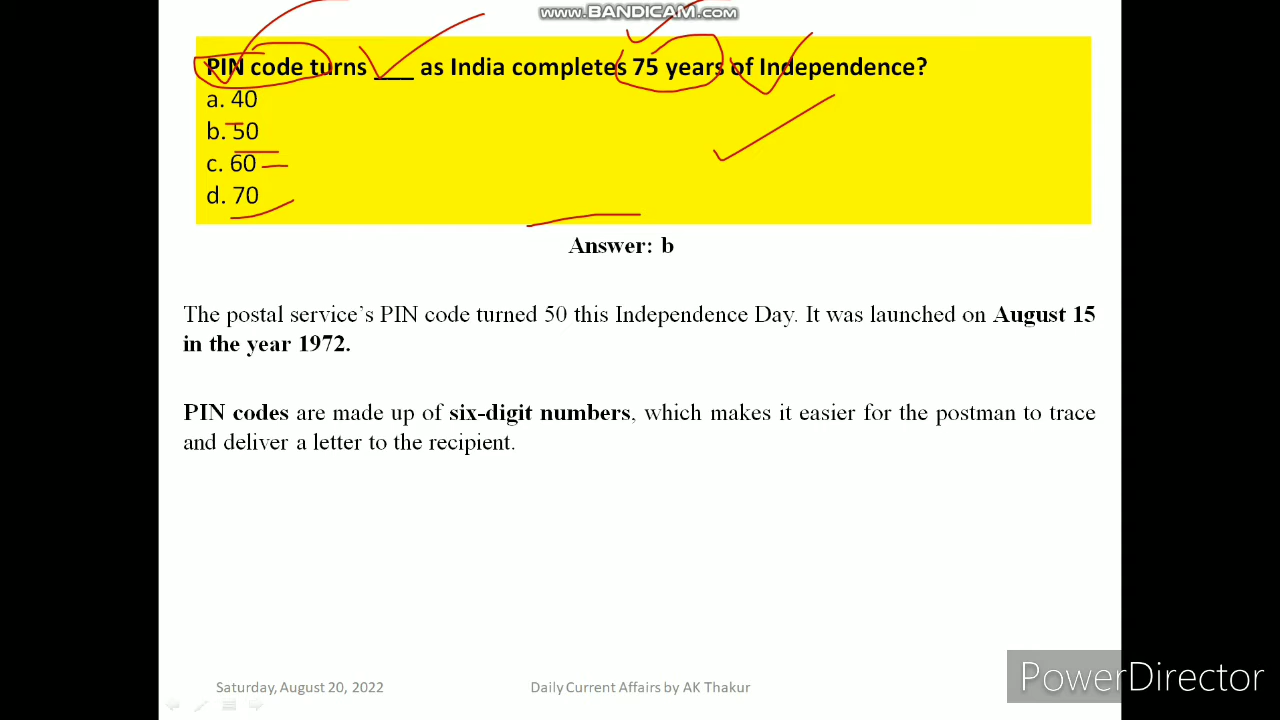 www.BANDICAM.com
PIN code turns ___ as India completes 75 years of Independence?
a. 40
b. 50
c. 60
d. 70
Answer: b
The postal service’s PIN code turned 50 this Independence Day. It was launched on August 15
in the year 1972.
PIN codes are made up of six-digit numbers, which makes it easier for the postman to trace
and deliver a letter to the recipient.
Saturday, August 20, 2022
Daily Current Affairs by AK Thakur
PowerDirector